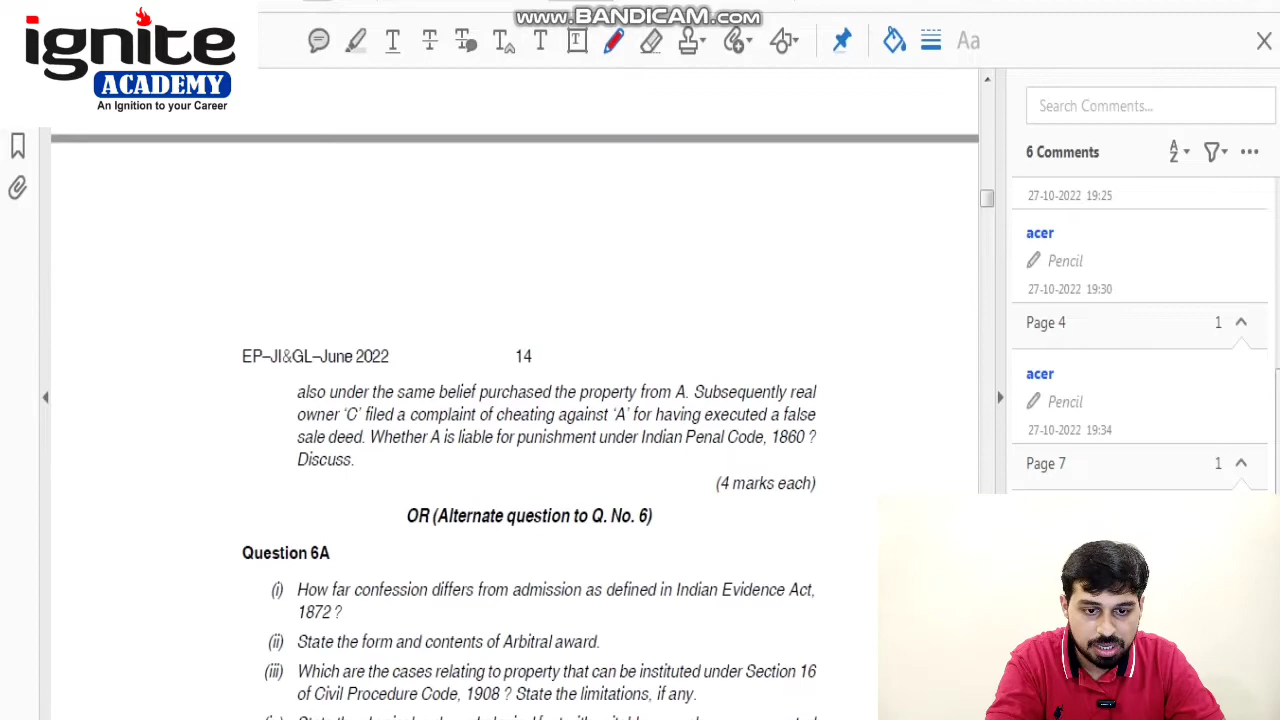 www.BANDICAM.com
ignite
ACADEMY
An Ignition to your Career
T
T
T
T
T
T
Aa
Search Comments...
6 Comments
A
Z
27-10-2022 19:25
acer
Pencil
27-10-2022 19:30
Page 4 1
acer
Pencil
27-10-2022 19:34
Page 7 1
EP–JI&GL–June 2022 14
also under the same belief purchased the property from A. Subsequently real
owner ‘C’ filed a complaint of cheating against ‘A’ for having executed a false
sale deed. Whether A is liable for punishment under Indian Penal Code, 1860 ?
Discuss.
(4 marks each)
OR (Alternate question to Q. No. 6)
Question 6A
(i) How far confession differs from admission as defined in Indian Evidence Act,
1872 ?
(ii) State the form and contents of Arbitral award.
(iii) Which are the cases relating to property that can be instituted under Section 16
of Civil Procedure Code, 1908 ? State the limitations, if any.